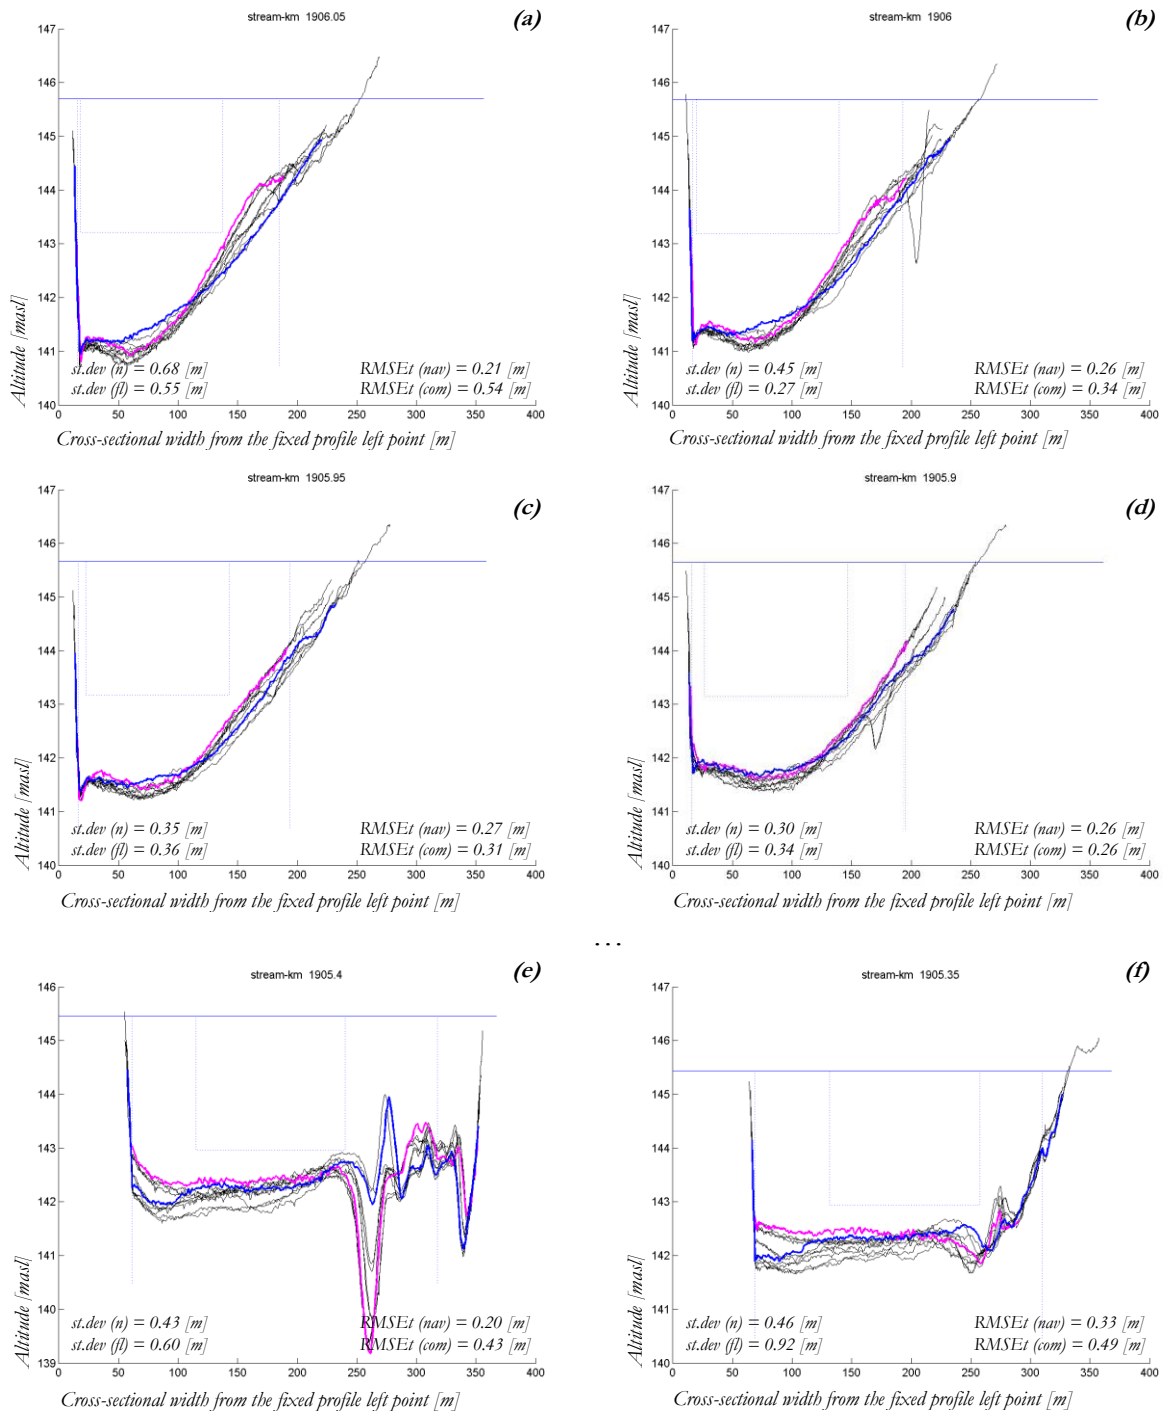 stream-km 1906.05
(a)
147
146
145
144
143
142
141
140
Altitude [masl]
st.dev (n) = 0.68 [m]
RMSEt (nav) = 0.21 [m]
st.dev (fl) = 0.55 [m]
RMSEt (com) = 0.54 [m]
0 50 100 150 200 250 300 350 400
Cross-sectional width from the fixed profile left point [m]
stream-km 1906
(b)
147
146
145
144
143
142
141
140
Altitude [masl]
st.dev (n) = 0.45 [m]
RMSEt (nav) = 0.26 [m]
st.dev (fl) = 0.27 [m]
RMSEt (com) = 0.34 [m]
0 50 100 150 200 250 300 350 400
Cross-sectional width from the fixed profile left point [m]
stream-km 1905.95
(c)
147
146
145
144
143
142
141
140
Altitude [masl]
st.dev (n) = 0.35 [m]
RMSEt (nav) = 0.27 [m]
st.dev (fl) = 0.36 [m]
RMSEt (com) = 0.31 [m]
0 50 100 150 200 250 300 350 400
Cross-sectional width from the fixed profile left point [m]
stream-km 1905.9
(d)
147
146
145
144
143
142
141
140
Altitude [masl]
st.dev (n) = 0.30 [m]
RMSEt (nav) = 0.26 [m]
st.dev (fl) = 0.34 [m]
RMSEt (com) = 0.26 [m]
0 50 100 150 200 250 300 350 400
Cross-sectional width from the fixed profile left point [m]
...
stream-km 1905.4
(e)
146
145
144
143
142
141
140
139
Altitude [masl]
st.dev (n) = 0.43 [m]
RMSEt (nav) = 0.20 [m]
st.dev (fl) = 0.60 [m]
RMSEt (com) = 0.43 [m]
0 50 100 150 200 250 300 350 400
Cross-sectional width from the fixed profile left point [m]
stream-km 1905.35
(f)
147
146
145
144
143
142
141
140
Altitude [masl]
st.dev (n) = 0.46 [m]
RMSEt (nav) = 0.33 [m]
st.dev (fl) = 0.92 [m]
RMSEt (com) = 0.49 [m]
0 50 100 150 200 250 300 350 400
Cross-sectional width from the fixed profile left point [m]